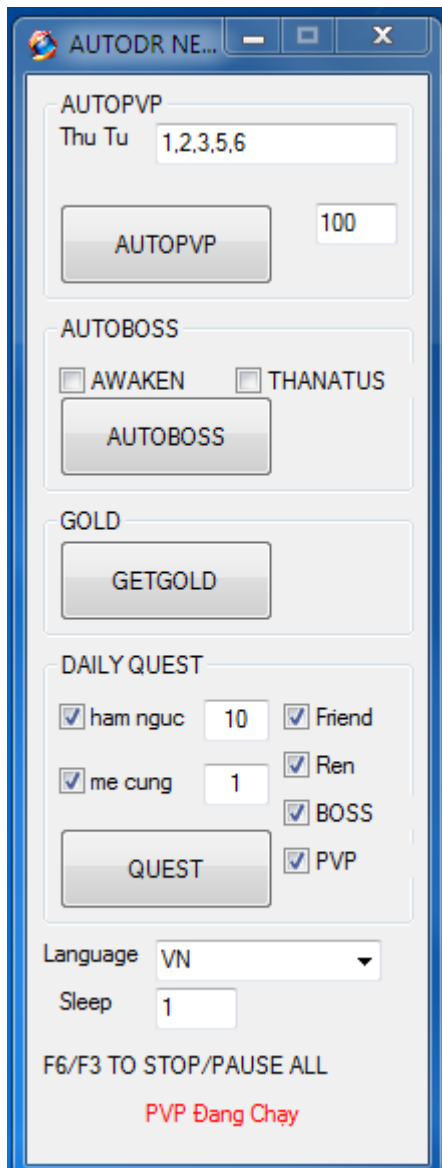 AUTODR NE...
AUTOPVP
Thu Tu 1,2,3,5,6
AUTOPVP 100
AUTOBOSS
AWAKEN THANATUS
AUTOBOSS
GOLD
GETGOLD
DAILY QUEST
ham nguc 10 Friend
Ren
me cung 1
BOSS
QUEST PVP
Language VN
Sleep 1
F6/F3 TO STOP/PAUSE ALL
PVP Đang Chạy